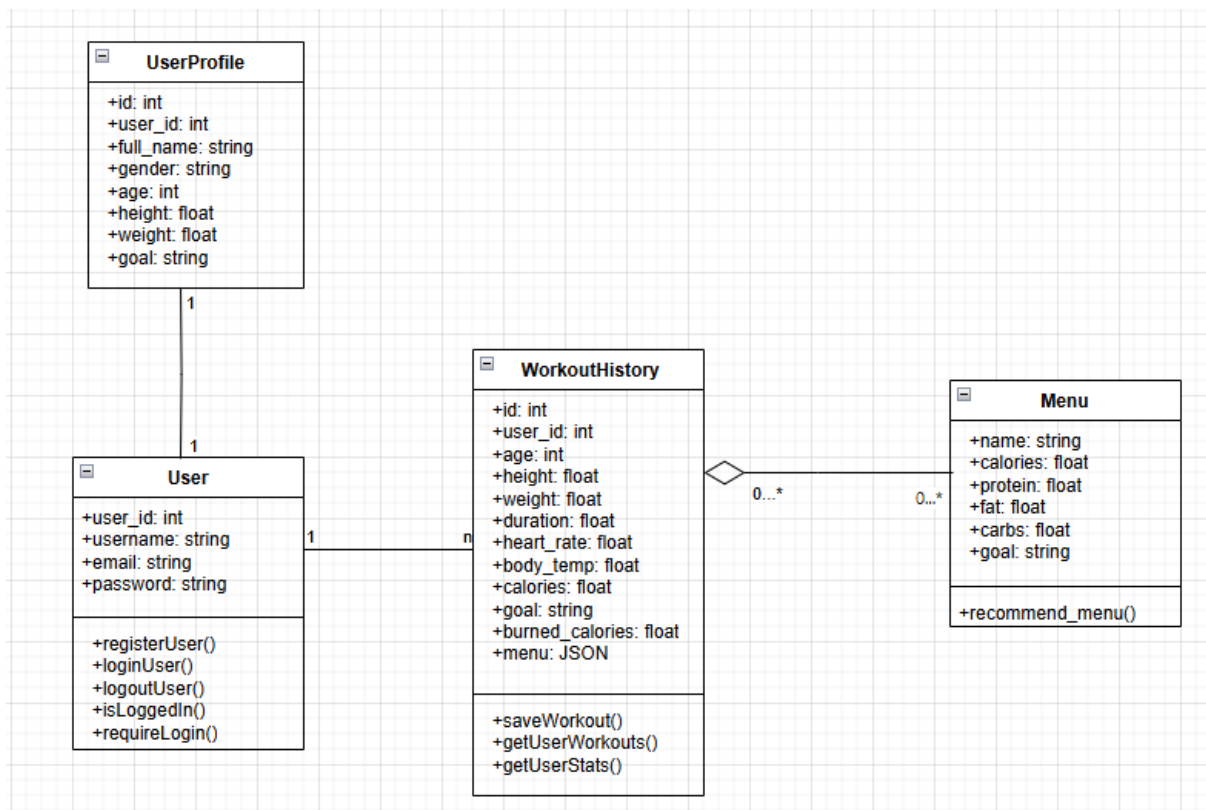 UserProfile
+id: int
+user_id: int
+full_name: string
+gender: string
+age: int
+height: float
+weight: float
+goal: string
1
1
User
+user_id: int
+username: string
+email: string
+password: string
+registerUser()
+loginUser()
+logoutUser()
+isLoggedIn()
+requireLogin()
1
n
WorkoutHistory
+id: int
+user_id: int
+age: int
+height: float
+weight: float
+duration: float
+heart_rate: float
+body_temp: float
+calories: float
+goal: string
+burned_calories: float
+menu: JSON
+saveWorkout()
+getUserWorkouts()
+getUserStats()
0...*
0...*
Menu
+name: string
+calories: float
+protein: float
+fat: float
+carbs: float
+goal: string
+recommend_menu()